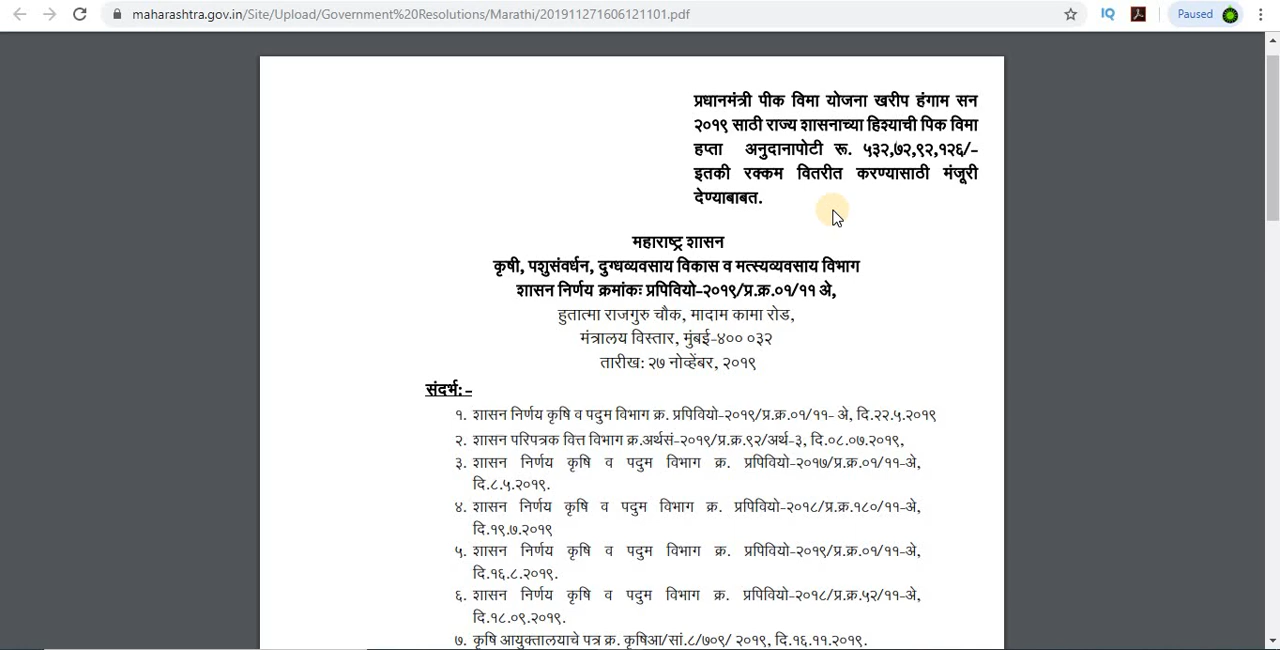 maharashtra.gov.in/Site/Upload/Government%20Resolutions/Marathi/201911271606121101.pdf
IQ
Paused
प्रधानमंत्री पीक विमा योजना खरीप हंगाम सन
२०१९ साठी राज्य शासनाच्या हिश्याची पिक विमा
हप्ता अनुदानापोटी रू. ५३२,७२,९२,१२६/-
इतकी रक्कम वितरीत करण्यासाठी मंजूरी
देण्याबाबत.
महाराष्ट्र शासन
कृषी, पशुसंवर्धन, दुग्धव्यवसाय विकास व मत्स्यव्यवसाय विभाग
शासन निर्णय क्रमांकः प्रपिवियो-२०१९/प्र.क्र.०१/११ अे,
हुतात्मा राजगुरु चौक, मादाम कामा रोड,
मंत्रालय विस्तार, मुंबई-४०० ०३२
तारीख: २७ नोव्हेंबर, २०१९
संदर्भ:-
१. शासन निर्णय कृषि व पदुम विभाग क्र. प्रपिवियो-२०१९/प्र.क्र.०१/११- अे, दि.२२.५.२०१९
२. शासन परिपत्रक वित्त विभाग क्र.अर्थसं-२०१९/प्र.क्र.९२/अर्थ-३, दि.०८.०७.२०१९,
३. शासन निर्णय कृषि व पदुम विभाग क्र. प्रपिवियो-२०१७/प्र.क्र.०१/११-अे,
दि.८.५.२०१९.
४. शासन निर्णय कृषि व पदुम विभाग क्र. प्रपिवियो-२०१८/प्र.क्र.१८०/११-अे,
दि.१९.७.२०१९
५. शासन निर्णय कृषि व पदुम विभाग क्र. प्रपिवियो-२०१९/प्र.क्र.०१/११-अे,
दि.१६.८.२०१९.
६. शासन निर्णय कृषि व पदुम विभाग क्र. प्रपिवियो-२०१८/प्र.क्र.५२/११-अे,
दि.१८.०९.२०१९.
७. कृषि आयुक्तालयाचे पत्र क्र. कृषिआ/सां.८/७०९/ २०१९, दि.१६.११.२०१९.